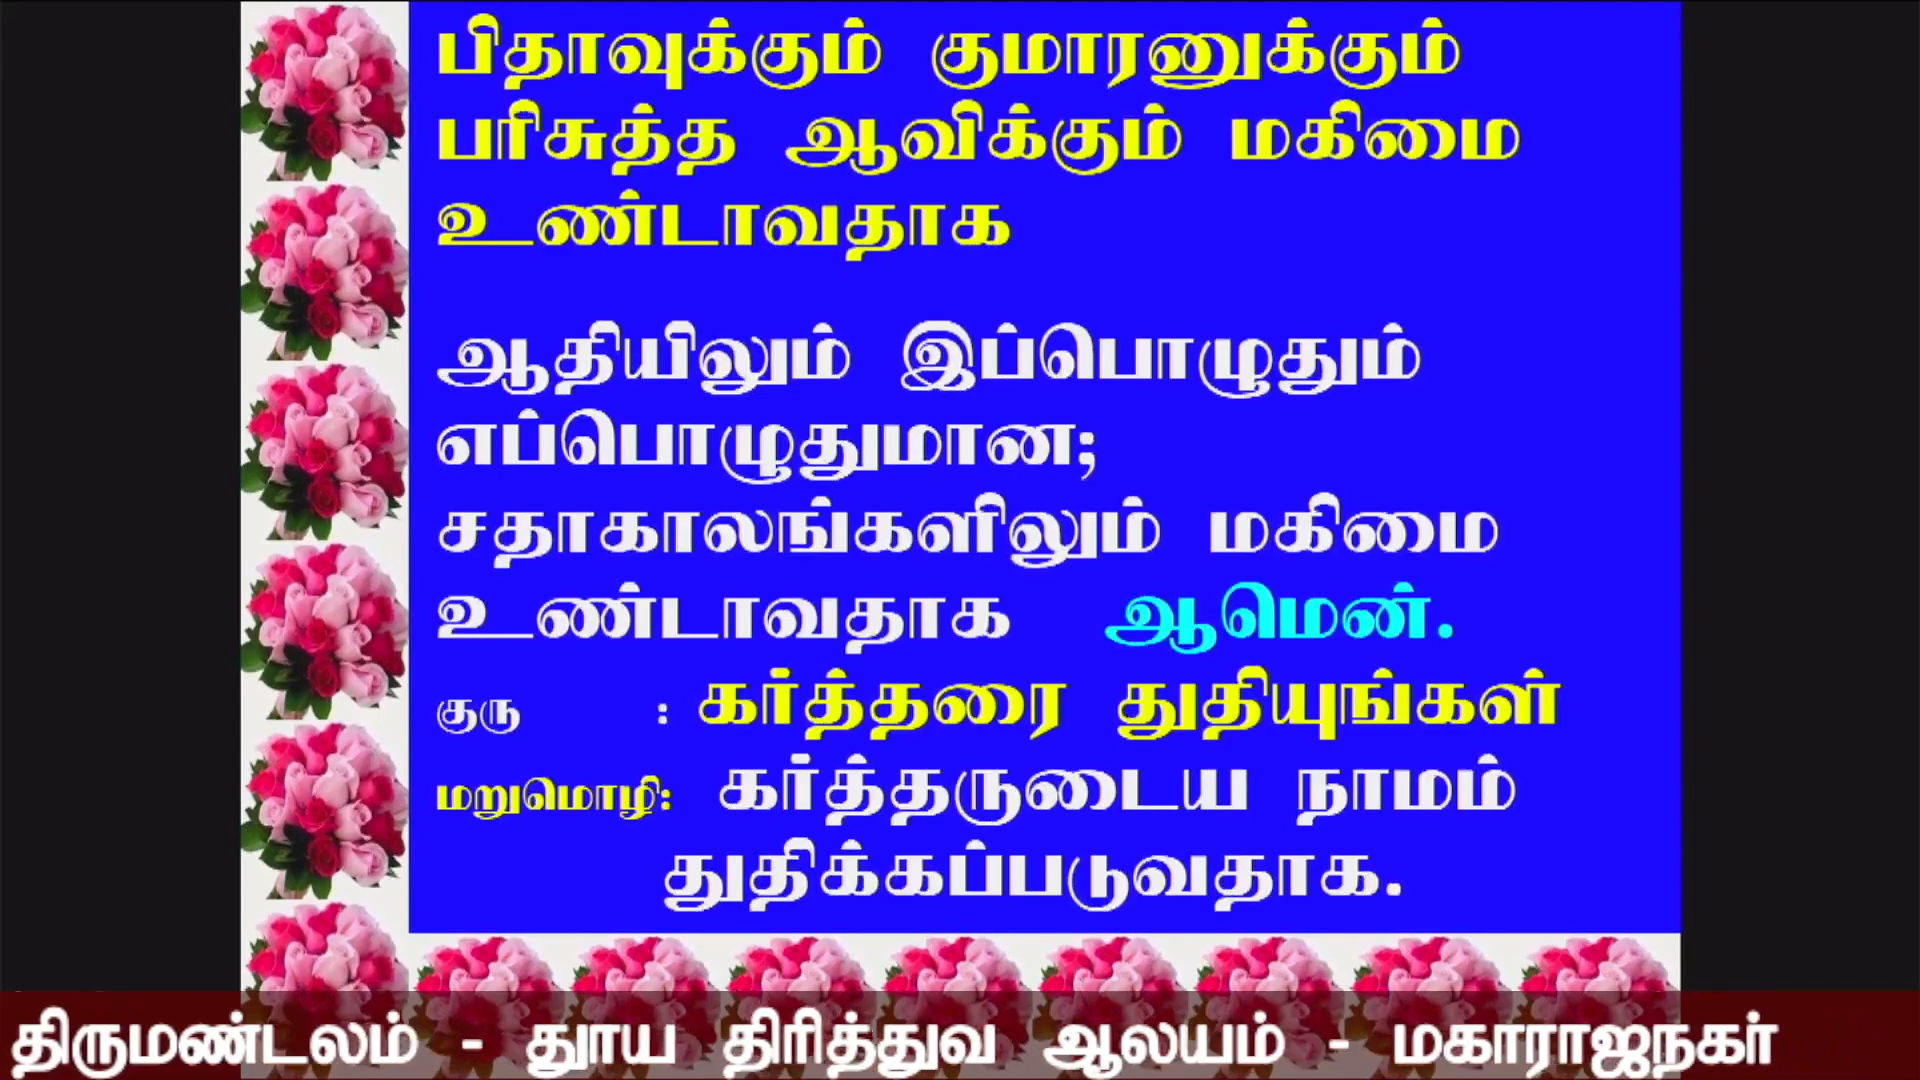 பிதாவுக்கும் குமாரனுக்கும்
பரிசுத்த ஆவிக்கும் மகிமை
உண்டாவதாக
ஆதியிலும் இப்பொழுதும்
எப்பொழுதுமான;
சதாகாலங்களிலும் மகிமை
உண்டாவதாக ஆமென்.
குரு : கர்த்தரை துதியுங்கள்
மறுமொழி: கர்த்தருடைய நாமம்
துதிக்கப்படுவதாக.
திருமண்டலம் - தூய திரித்துவ ஆலயம் - மகாராஜநகர்